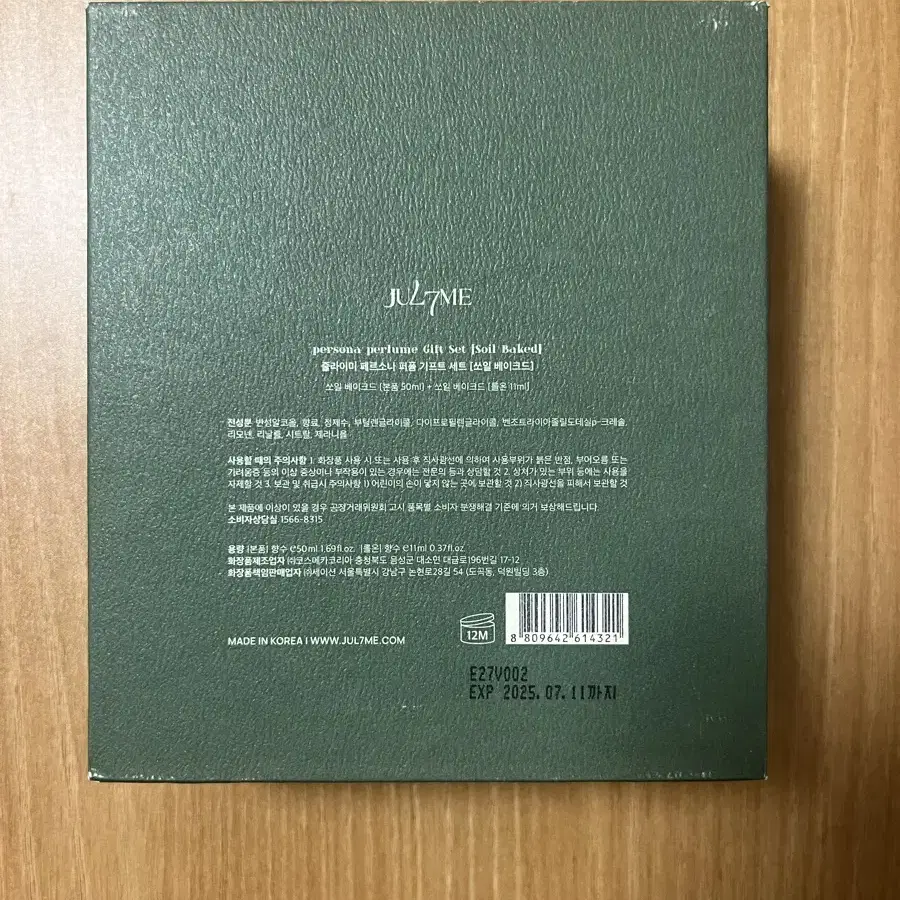 JUL7ME
persona perfume Gift Set [Soil Baked]
줄라이미 페르소나 퍼퓸 기프트 세트 [쏘일 베이크드]
쏘일 베이크드 (본품 50ml) + 쏘일 베이크드 [롤온 11ml]
전성분 변성알코올, 향료, 정제수, 부틸렌글라이콜, 다이프로필렌글라이콜, 벤조트라이아졸릴도데실p-크레솔,
리모넨, 리날룰, 시트랄, 제라니올
사용할 때의 주의사항 1. 화장품 사용 시 또는 사용 후 직사광선에 의하여 사용부위가 붉은 반점, 부어오름 또는
가려움증 등의 이상 증상이나 부작용이 있는 경우에는 전문의 등과 상담할 것 2. 상처가 있는 부위 등에는 사용을
자제할 것 3. 보관 및 취급시 주의사항 1) 어린이의 손이 닿지 않는 곳에 보관할 것 2) 직사광선을 피해서 보관할 것
본 제품에 이상이 있을 경우 공정거래위원회 고시 품목별 소비자 분쟁해결 기준에 의거 보상해드립니다.
소비자상담실 1566-8315
용량 [본품] 향수 ℮50ml 1.69fl.oz. [롤온] 향수 ℮11ml 0.37fl.oz
화장품제조업자 ㈜코스메카코리아 충청북도 음성군 대소면 대금로196번길 17-12
화장품책임판매업자 ㈜세이션 서울특별시 강남구 논현로28길 54 (도곡동, 덕원빌딩 3층)
12M
8 809642 614321
MADE IN KOREA I WWW.JUL7ME.COM
E27V002
EXP 2025.07.11까지